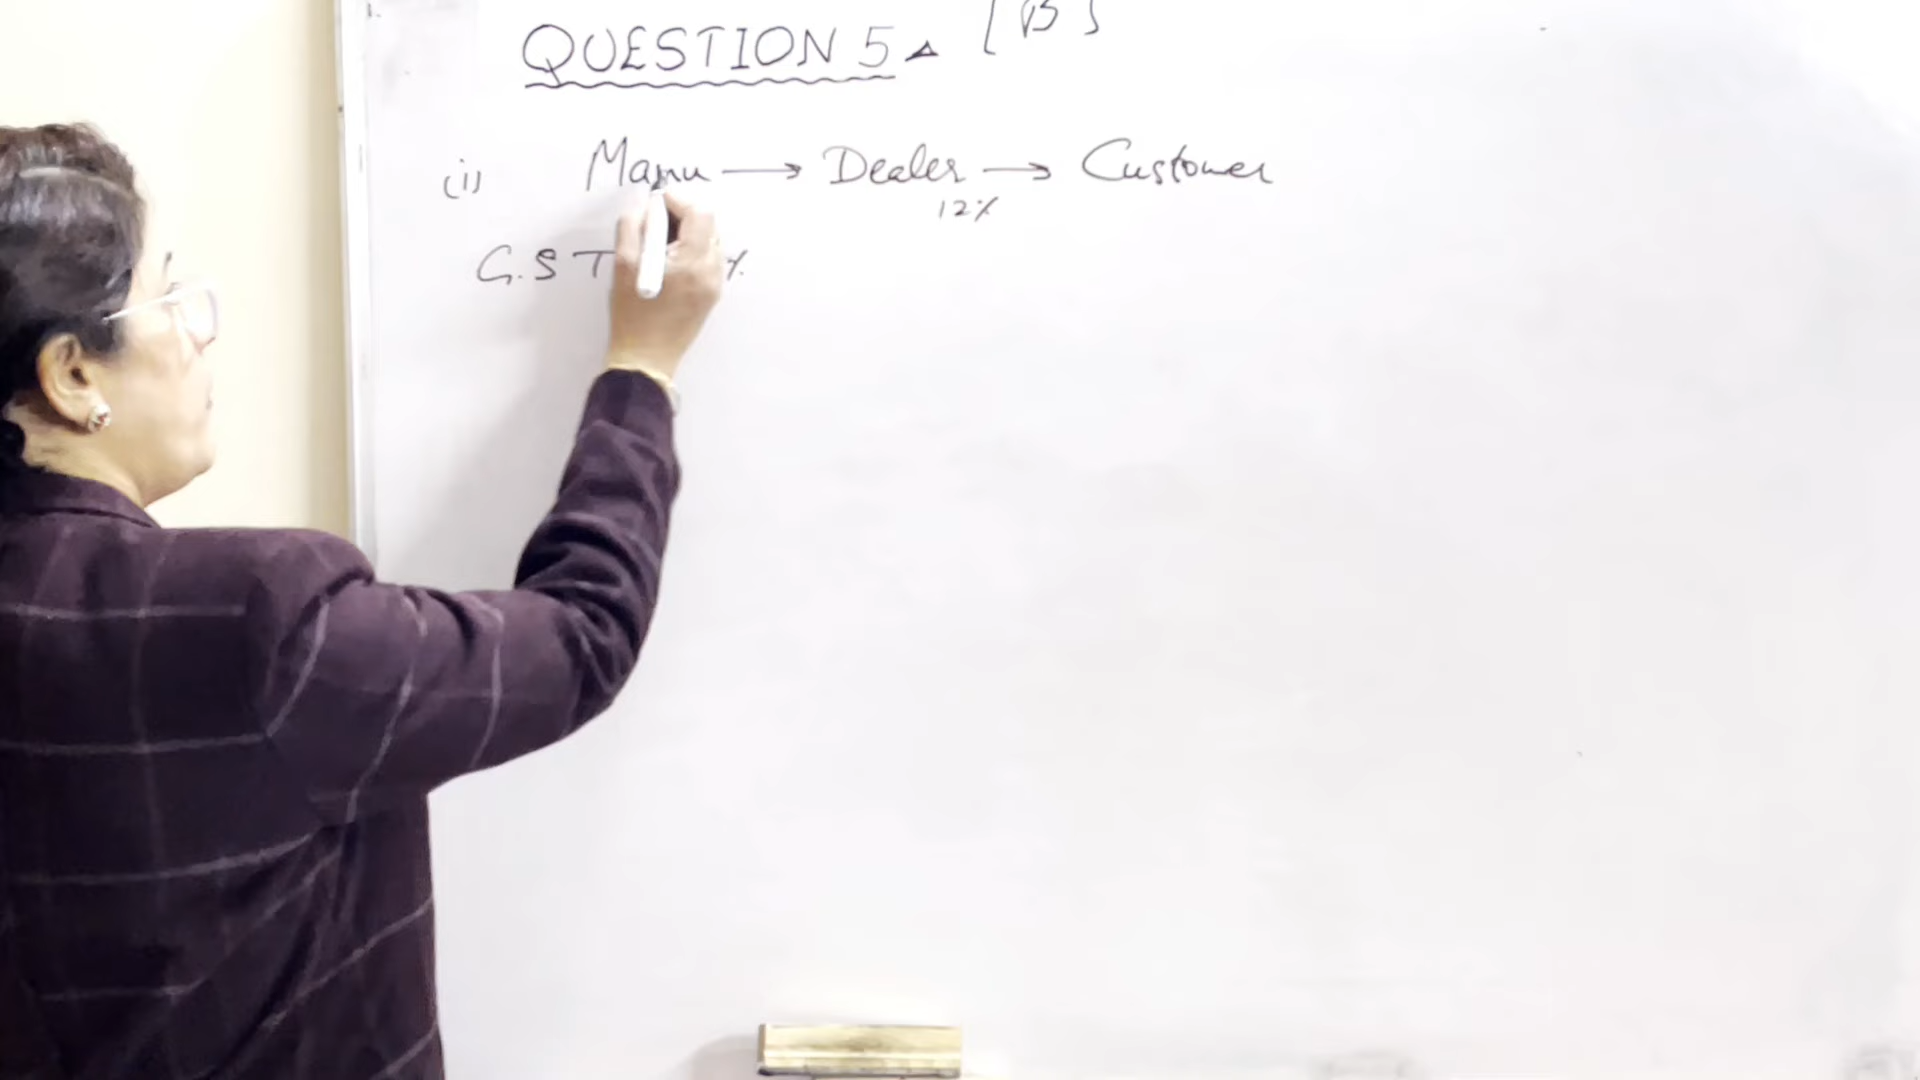 QUESTION 5 [B]
(i) Manu → Dealer → Customer
12%
G.S T %